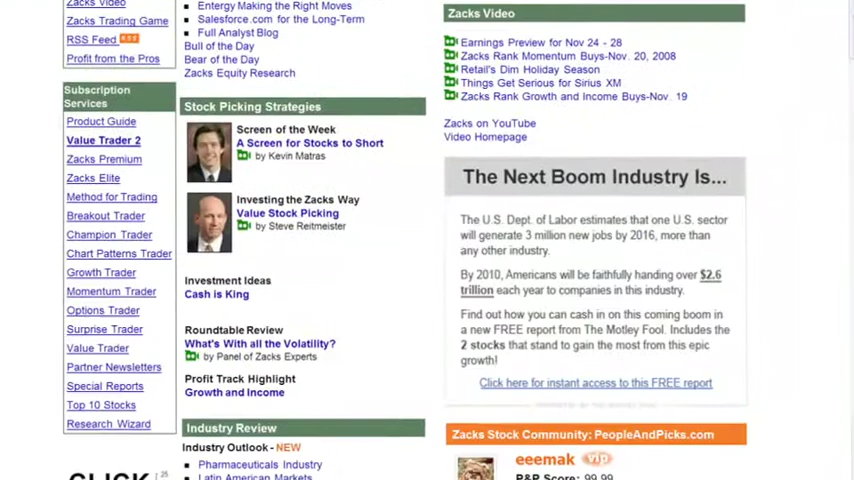 Zacks Video
Zacks Trading Game
RSS Feed RSS
Profit from the Pros
Subscription
Services
Product Guide
Value Trader 2
Zacks Premium
Zacks Elite
Method for Trading
Breakout Trader
Champion Trader
Chart Patterns Trader
Growth Trader
Momentum Trader
Options Trader
Surprise Trader
Value Trader
Partner Newsletters
Special Reports
Top 10 Stocks
Research Wizard
CLICK
Entergy Making the Right Moves
Salesforce.com for the Long-Term
Full Analyst Blog
Bull of the Day
Bear of the Day
Zacks Equity Research
Stock Picking Strategies
Screen of the Week
A Screen for Stocks to Short
by Kevin Matras
Investing the Zacks Way
Value Stock Picking
by Steve Reitmeister
Investment Ideas
Cash is King
Roundtable Review
What's With all the Volatility?
by Panel of Zacks Experts
Profit Track Highlight
Growth and Income
Industry Review
Industry Outlook - NEW
Pharmaceuticals Industry
Latin American Markets
Zacks Video
Earnings Preview for Nov 24 - 28
Zacks Rank Momentum Buys-Nov. 20, 2008
Retail's Dim Holiday Season
Things Get Serious for Sirius XM
Zacks Rank Growth and Income Buys-Nov. 19
Zacks on YouTube
Video Homepage
The Next Boom Industry Is...
The U.S. Dept. of Labor estimates that one U.S. sector
will generate 3 million new jobs by 2016, more than
any other industry.
By 2010, Americans will be faithfully handing over $2.6
trillion each year to companies in this industry.
Find out how you can cash in on this coming boom in
a new FREE report from The Motley Fool. Includes the
2 stocks that stand to gain the most from this epic
growth!
Click here for instant access to this FREE report
Zacks Stock Community: PeopleAndPicks.com
eeemak vip
P&P Score: 99.99